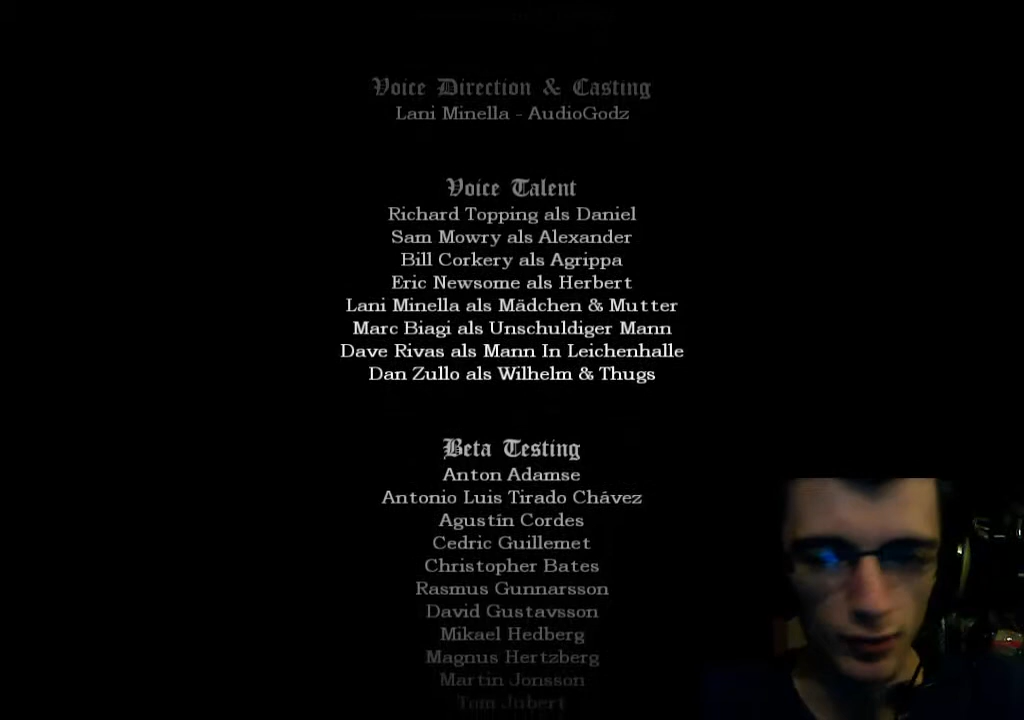 Voice Direction & Casting
Lani Minella - AudioGodz
Voice Talent
Richard Topping als Daniel
Sam Mowry als Alexander
Bill Corkery als Agrippa
Eric Newsome als Herbert
Lani Minella als Mädchen & Mutter
Marc Biagi als Unschuldiger Mann
Dave Rivas als Mann In Leichenhalle
Dan Zullo als Wilhelm & Thugs
Beta Testing
Anton Adamse
Antonio Luis Tirado Chávez
Agustín Cordes
Cedric Guillemet
Christopher Bates
Rasmus Gunnarsson
David Gustavsson
Mikael Hedberg
Magnus Hertzberg
Martin Jonsson
Tom Jubert